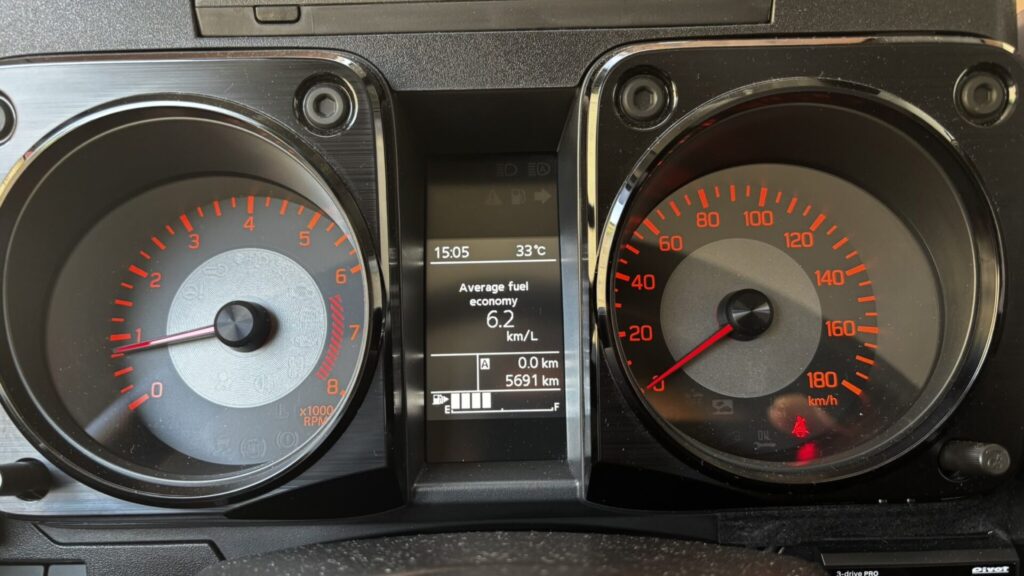 0
1
2
3
4
5
6
7
8
x1000
RPM
15:05 33°C
Average fuel
economy
6.2
km/L
A 0.0 km
5691 km
E F
0
20
40
60
80
100
120
140
160
180
km/h
3-drive PRO
Pivot